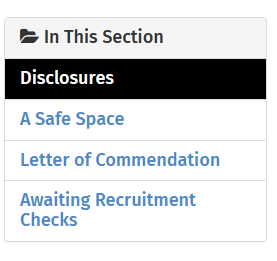 In This Section
Disclosures
A Safe Space
Letter of Commendation
Awaiting Recruitment
Checks